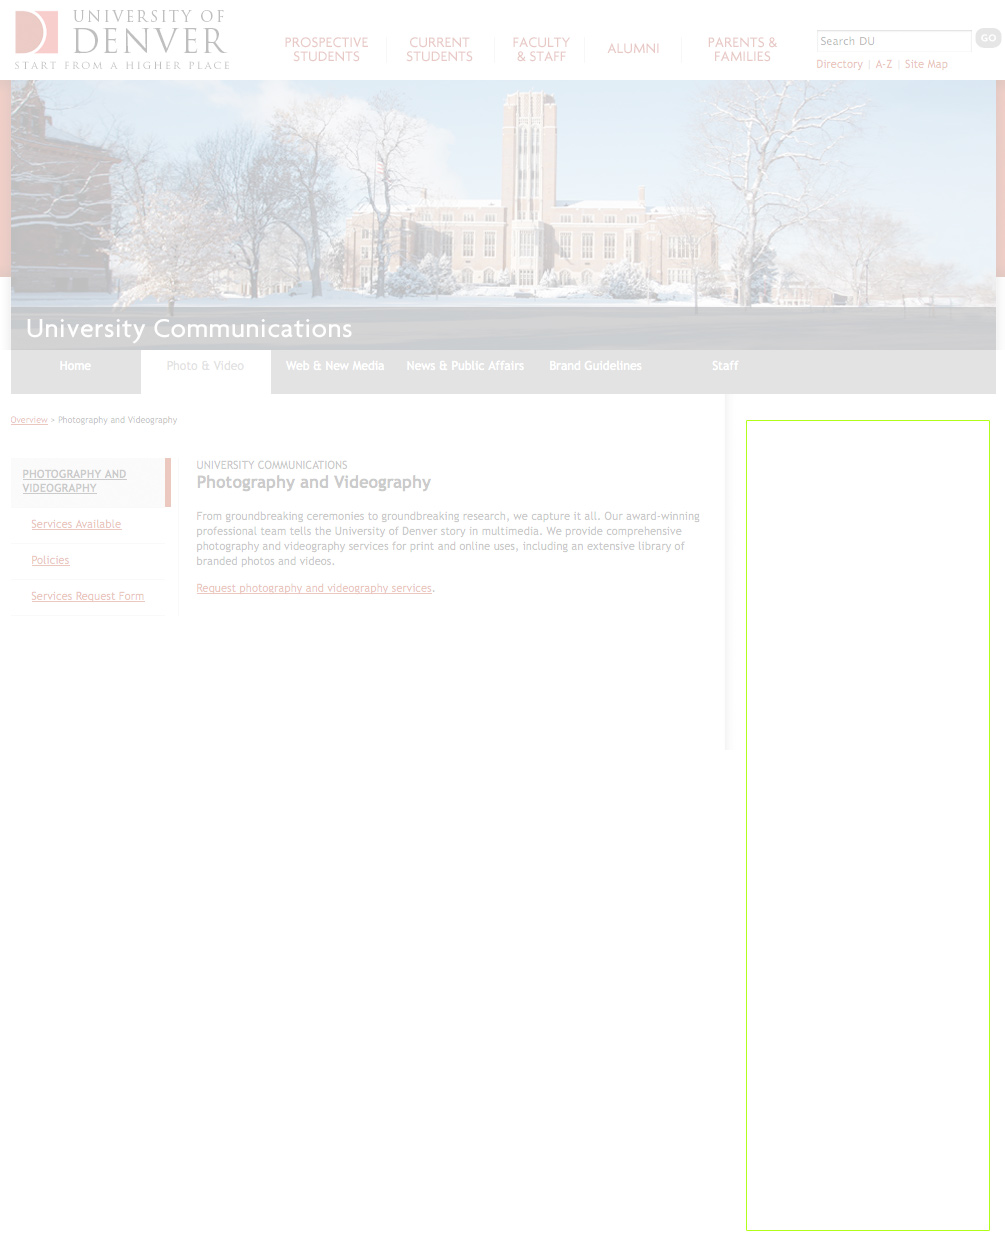 UNIVERSITY OF
DENVER
START FROM A HIGHER PLACE
PROSPECTIVE
STUDENTS
CURRENT
STUDENTS
FACULTY
& STAFF
ALUMNI
PARENTS &
FAMILIES
Search DU
GO
Directory | A-Z | Site Map
University Communications
Home
Photo & Video
Web & New Media
News & Public Affairs
Brand Guidelines
Staff
Overview > Photography and Videography
PHOTOGRAPHY AND
VIDEOGRAPHY
Services Available
Policies
Services Request Form
UNIVERSITY COMMUNICATIONS
Photography and Videography
From groundbreaking ceremonies to groundbreaking research, we capture it all. Our award-winning
professional team tells the University of Denver story in multimedia. We provide comprehensive
photography and videography services for print and online uses, including an extensive library of
branded photos and videos.
Request photography and videography services.